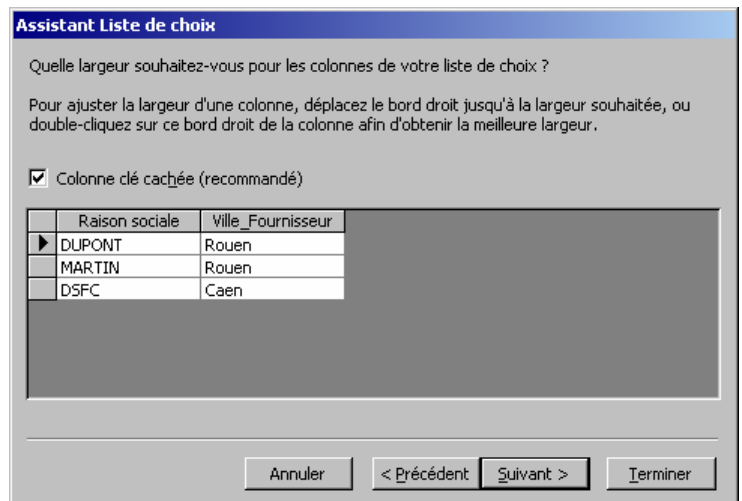 Assistant Liste de choix
Quelle largeur souhaitez-vous pour les colonnes de votre liste de choix ?
Pour ajuster la largeur d'une colonne, déplacez le bord droit jusqu'à la largeur souhaitée, ou
double-cliquez sur ce bord droit de la colonne afin d'obtenir la meilleure largeur.
Colonne clé cachée (recommandé)
Raison sociale Ville_Fournisseur
DUPONT Rouen
MARTIN Rouen
DSFC Caen
Annuler < Précédent Suivant > Terminer